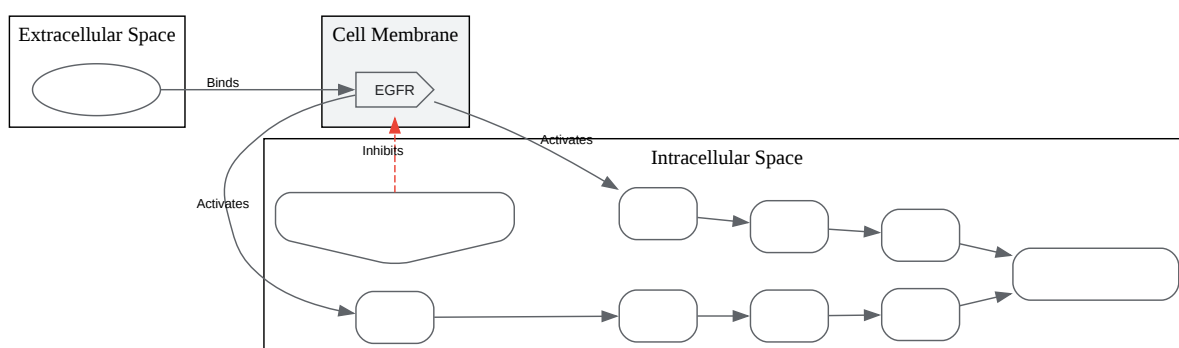 Extracellular Space
Cell Membrane
Binds
EGFR
Activates
Inhibits
Intracellular Space
Activates